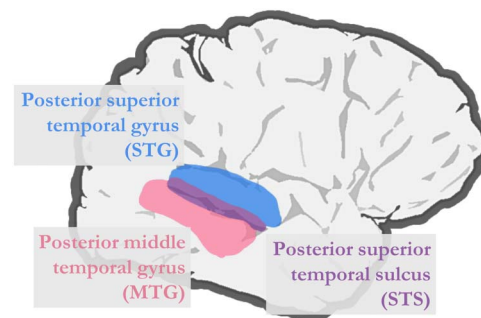 Posterior superior
temporal gyrus
(STG)
Posterior middle
temporal gyrus
(MTG)
Posterior superior
temporal sulcus
(STS)